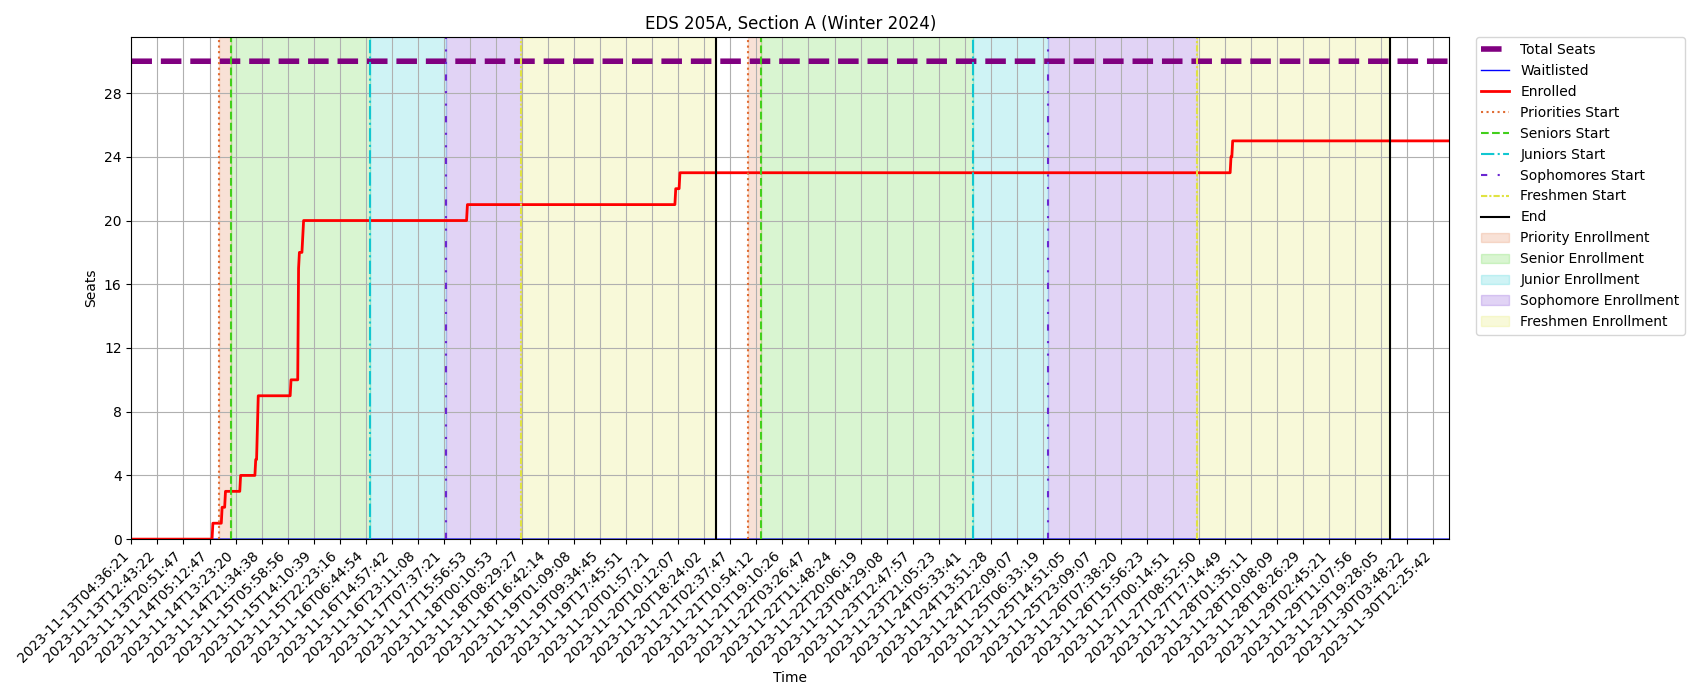 EDS 205A, Section A (Winter 2024)
Total Seats
Waitlisted
Enrolled
Priorities Start
Seniors Start
Juniors Start
Sophomores Start
Freshmen Start
End
Priority Enrollment
Senior Enrollment
Junior Enrollment
Sophomore Enrollment
Freshmen Enrollment
Seats
28
24
20
16
12
8
4
0
2023-11-13T04:36:21
2023-11-13T12:43:22
2023-11-13T20:51:47
2023-11-14T05:12:47
2023-11-14T13:23:20
2023-11-14T21:34:38
2023-11-15T05:58:56
2023-11-15T14:10:39
2023-11-15T22:23:16
2023-11-16T06:44:54
2023-11-16T14:57:42
2023-11-16T23:11:08
2023-11-17T07:37:21
2023-11-17T15:56:53
2023-11-18T00:10:53
2023-11-18T08:29:27
2023-11-18T16:42:14
2023-11-19T01:09:08
2023-11-19T09:34:45
2023-11-19T17:45:51
2023-11-20T01:57:21
2023-11-20T10:12:07
2023-11-20T18:24:02
2023-11-21T02:37:47
2023-11-21T10:54:12
2023-11-21T19:10:26
2023-11-22T03:26:47
2023-11-22T11:48:24
2023-11-22T20:06:19
2023-11-23T04:29:08
2023-11-23T12:47:57
2023-11-23T21:05:23
2023-11-24T05:33:41
2023-11-24T13:51:28
2023-11-24T22:09:07
2023-11-25T06:33:19
2023-11-25T14:51:05
2023-11-25T23:09:07
2023-11-26T07:38:20
2023-11-26T15:56:23
2023-11-27T00:14:51
2023-11-27T08:52:50
2023-11-27T17:14:49
2023-11-28T01:35:11
2023-11-28T10:08:09
2023-11-28T18:26:29
2023-11-29T02:45:21
2023-11-29T11:07:56
2023-11-29T19:28:05
2023-11-30T03:48:22
2023-11-30T12:25:42
Time